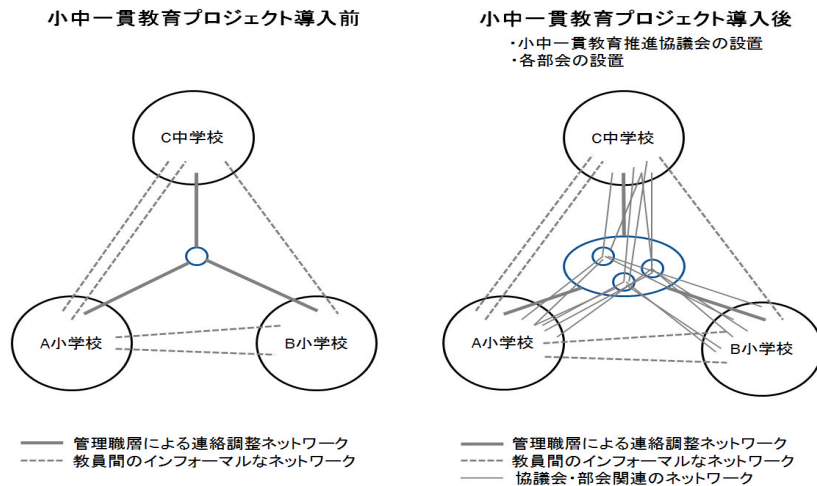 小中一貫教育プロジェクト導入前
C中学校
A小学校
B小学校
管理職層による連絡調整ネットワーク
教員間のインフォーマルなネットワーク
小中一貫教育プロジェクト導入後
・小中一貫教育推進協議会の設置
・各部会の設置
C中学校
A小学校
B小学校
管理職層による連絡調整ネットワーク
教員間のインフォーマルなネットワーク
協議会・部会関連のネットワーク